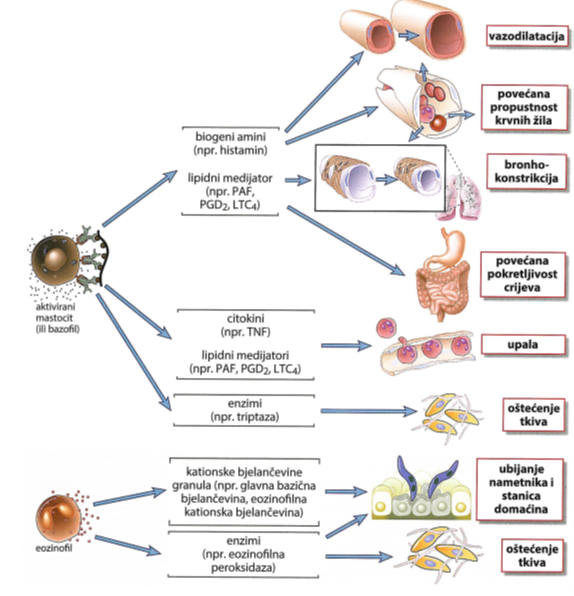 vazodilatacija
povećana
propustnost
krvnih žila
biogeni amini
(npr. histamin)
lipidni medijator
(npr. PAF,
PGD₂, LTC₄)
bronho-
konstrikcija
povećana
pokretljivost
crijeva
aktivirani
mastocit
(ili bazofil)
citokini
(npr. TNF)
lipidni medijatori
(npr. PAF, PGD₂, LTC₄)
upala
enzimi
(npr. triptaza)
oštećenje
tkiva
kationske bjelančevine
granula (npr. glavna bazična
bjelančevina, eozinofilna
kationska bjelančevina)
ubijanje
nametnika i
stanica
domaćina
eozinofil
enzimi
(npr. eozinofilna
peroksidaza)
oštećenje
tkiva